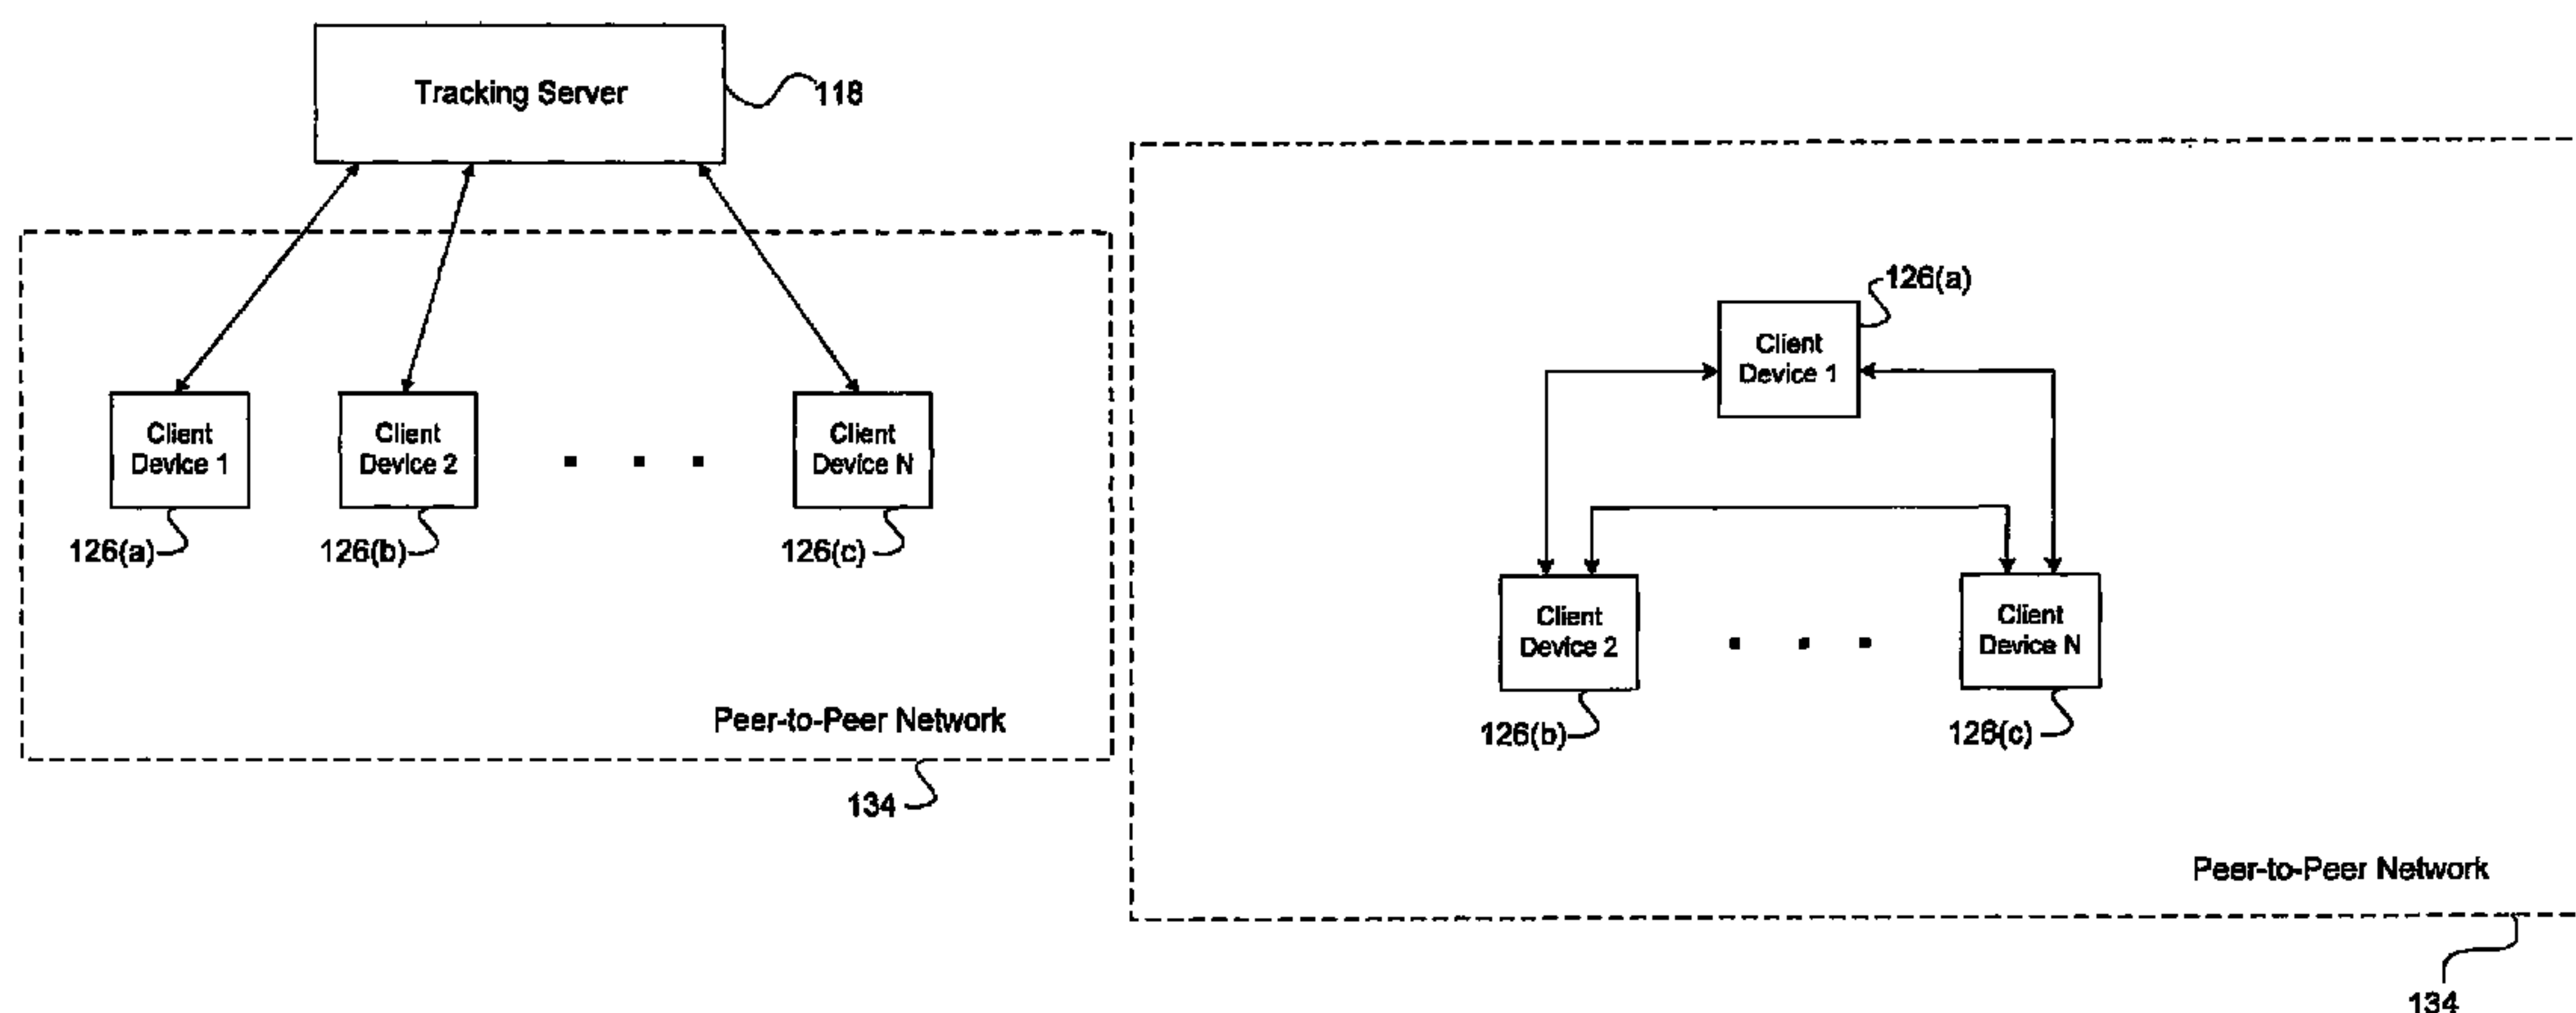 Tracking Server
118
Client
Device 1
Client
Device 2
Client
Device N
126(a)
126(b)
126(c)
Peer-to-Peer Network
134
126(a)
Client
Device 1
Client
Device 2
Client
Device N
126(b)
126(c)
Peer-to-Peer Network
134